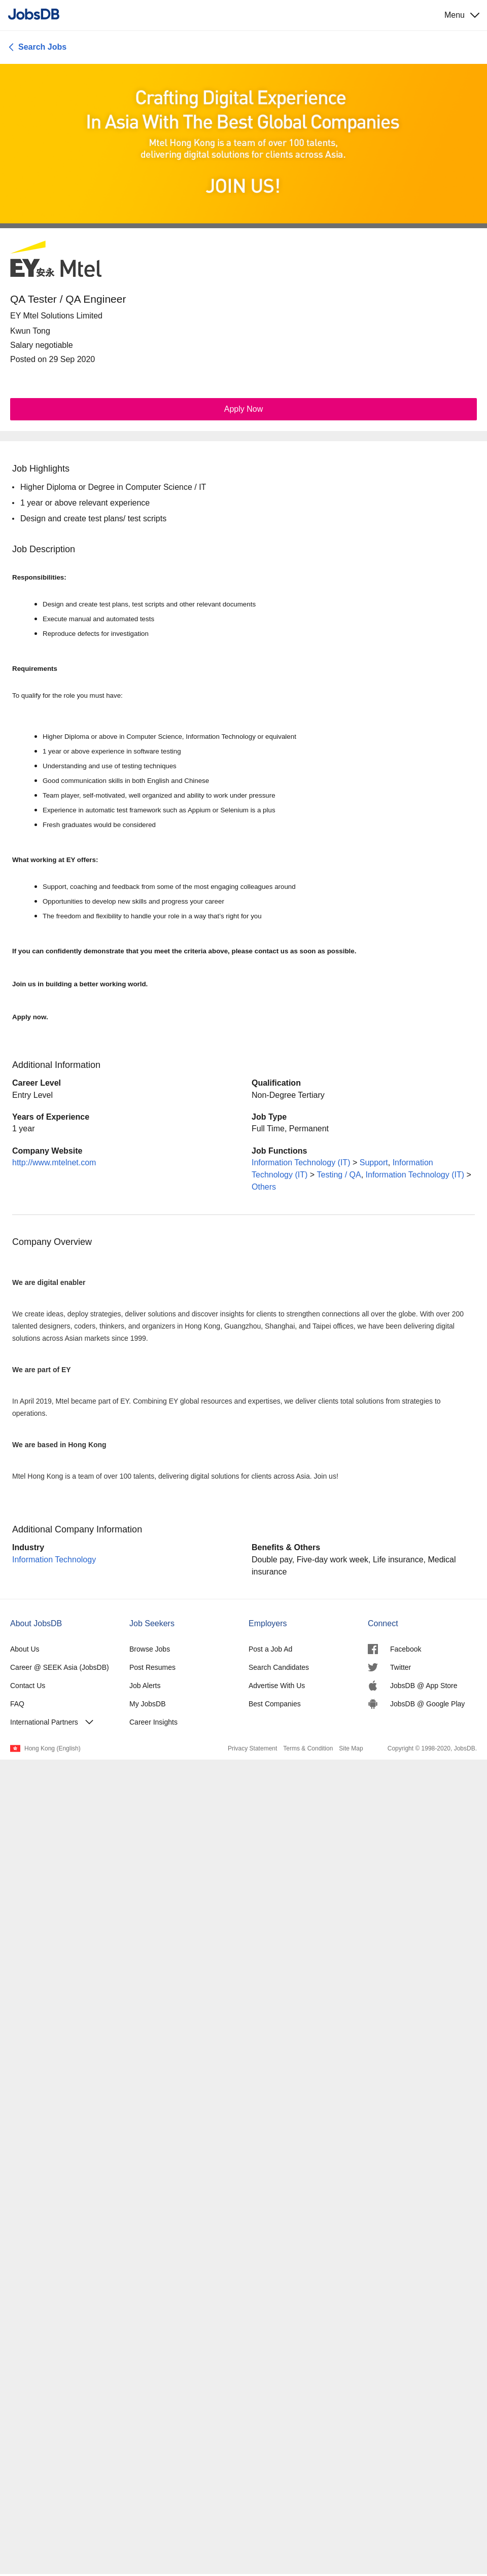 JobsDB
Menu
Search Jobs
Crafting Digital Experience
In Asia With The Best Global Companies
Mtel Hong Kong is a team of over 100 talents,
delivering digital solutions for clients across Asia.
JOIN US!
EY安永 Mtel
QA Tester / QA Engineer
EY Mtel Solutions Limited
Kwun Tong
Salary negotiable
Posted on 29 Sep 2020
Apply Now
Job Highlights
• Higher Diploma or Degree in Computer Science / IT
• 1 year or above relevant experience
• Design and create test plans/ test scripts
Job Description
Responsibilities:
• Design and create test plans, test scripts and other relevant documents
• Execute manual and automated tests
• Reproduce defects for investigation
Requirements
To qualify for the role you must have:
• Higher Diploma or above in Computer Science, Information Technology or equivalent
• 1 year or above experience in software testing
• Understanding and use of testing techniques
• Good communication skills in both English and Chinese
• Team player, self-motivated, well organized and ability to work under pressure
• Experience in automatic test framework such as Appium or Selenium is a plus
• Fresh graduates would be considered
What working at EY offers:
• Support, coaching and feedback from some of the most engaging colleagues around
• Opportunities to develop new skills and progress your career
• The freedom and flexibility to handle your role in a way that's right for you
If you can confidently demonstrate that you meet the criteria above, please contact us as soon as possible.
Join us in building a better working world.
Apply now.
Additional Information
Career Level
Entry Level
Qualification
Non-Degree Tertiary
Years of Experience
1 year
Job Type
Full Time, Permanent
Company Website
http://www.mtelnet.com
Job Functions
Information Technology (IT) > Support, Information
Technology (IT) > Testing / QA, Information Technology (IT) >
Others
Company Overview
We are digital enabler
We create ideas, deploy strategies, deliver solutions and discover insights for clients to strengthen connections all over the globe. With over 200
talented designers, coders, thinkers, and organizers in Hong Kong, Guangzhou, Shanghai, and Taipei offices, we have been delivering digital
solutions across Asian markets since 1999.
We are part of EY
In April 2019, Mtel became part of EY. Combining EY global resources and expertises, we deliver clients total solutions from strategies to
operations.
We are based in Hong Kong
Mtel Hong Kong is a team of over 100 talents, delivering digital solutions for clients across Asia. Join us!
Additional Company Information
Industry
Information Technology
Benefits & Others
Double pay, Five-day work week, Life insurance, Medical
insurance
About JobsDB
About Us
Career @ SEEK Asia (JobsDB)
Contact Us
FAQ
International Partners
Job Seekers
Browse Jobs
Post Resumes
Job Alerts
My JobsDB
Career Insights
Employers
Post a Job Ad
Search Candidates
Advertise With Us
Best Companies
Connect
Facebook
Twitter
JobsDB @ App Store
JobsDB @ Google Play
Hong Kong (English)
Privacy Statement Terms & Condition Site Map Copyright © 1998-2020, JobsDB.